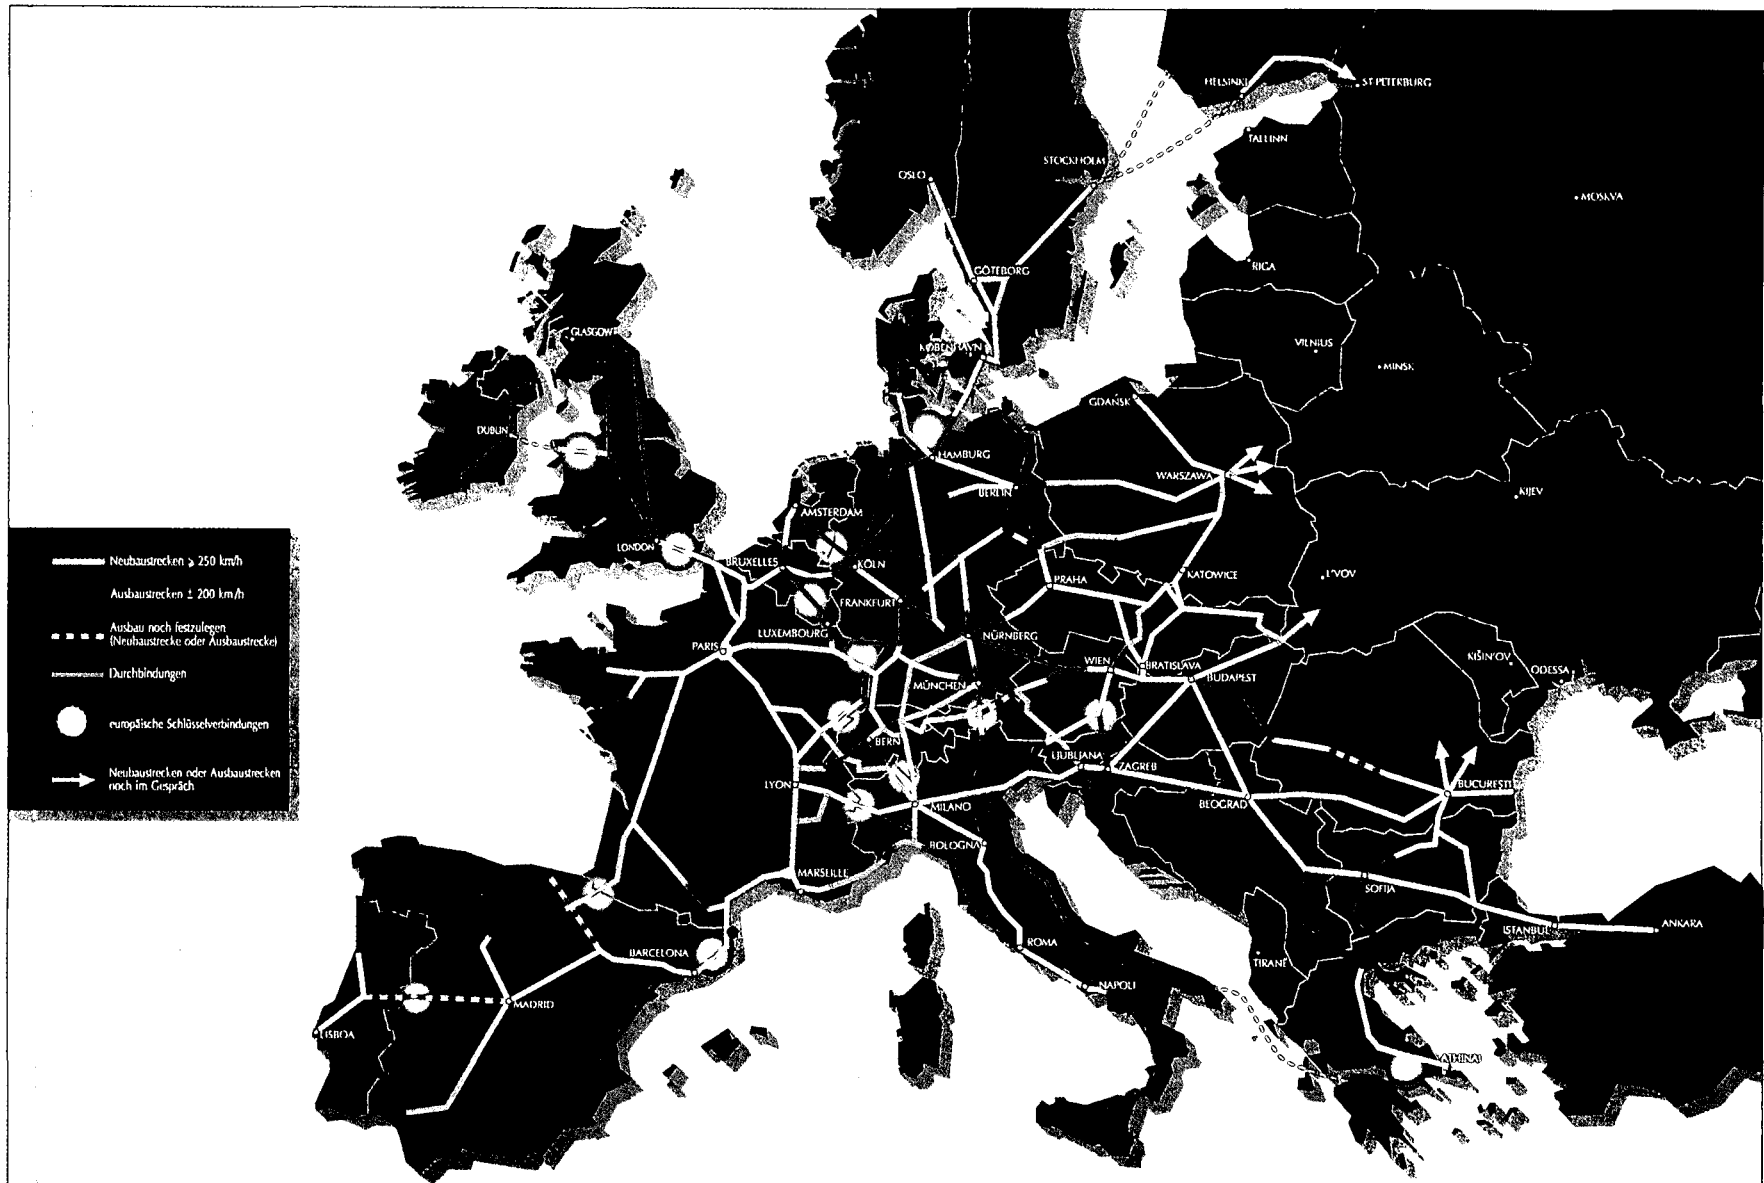 HELSINKI
ST PETERBURG
TALLINN
STOCKHOLM
OSLO
MOSKVA
GÖTEBORG
RIGA
GLASGOW
KØBENHAVN
VILNIUS
MINSK
GDAŃSK
DUBLIN
HAMBURG
WARSZAWA
BERLIN
KIJEV
AMSTERDAM
LONDON
BRUXELLES
KÖLN
PRAHA
KATOWICE
L'VOV
FRANKFURT
LUXEMBOURG
NÜRNBERG
PARIS
WIEN
BRATISLAVA
KIŠIN'OV
ODESSA
MÜNCHEN
BUDAPEST
BERN
LJUBLJANA
ZAGREB
LYON
MILANO
BEOGRAD
BUCUREŞTI
BOLOGNA
MARSEILLE
SOFIJA
BARCELONA
ROMA
TIRANË
ISTANBUL
ANKARA
MADRID
NAPOLI
LISBOA
ATHINAI
Neubaustrecken ≥ 250 km/h
Ausbaustrecken ± 200 km/h
Ausbau noch festzulegen
(Neubaustrecke oder Ausbaustrecke)
Durchbindungen
europäische Schlüsselverbindungen
Neubaustrecken oder Ausbaustrecken
noch im Gespräch